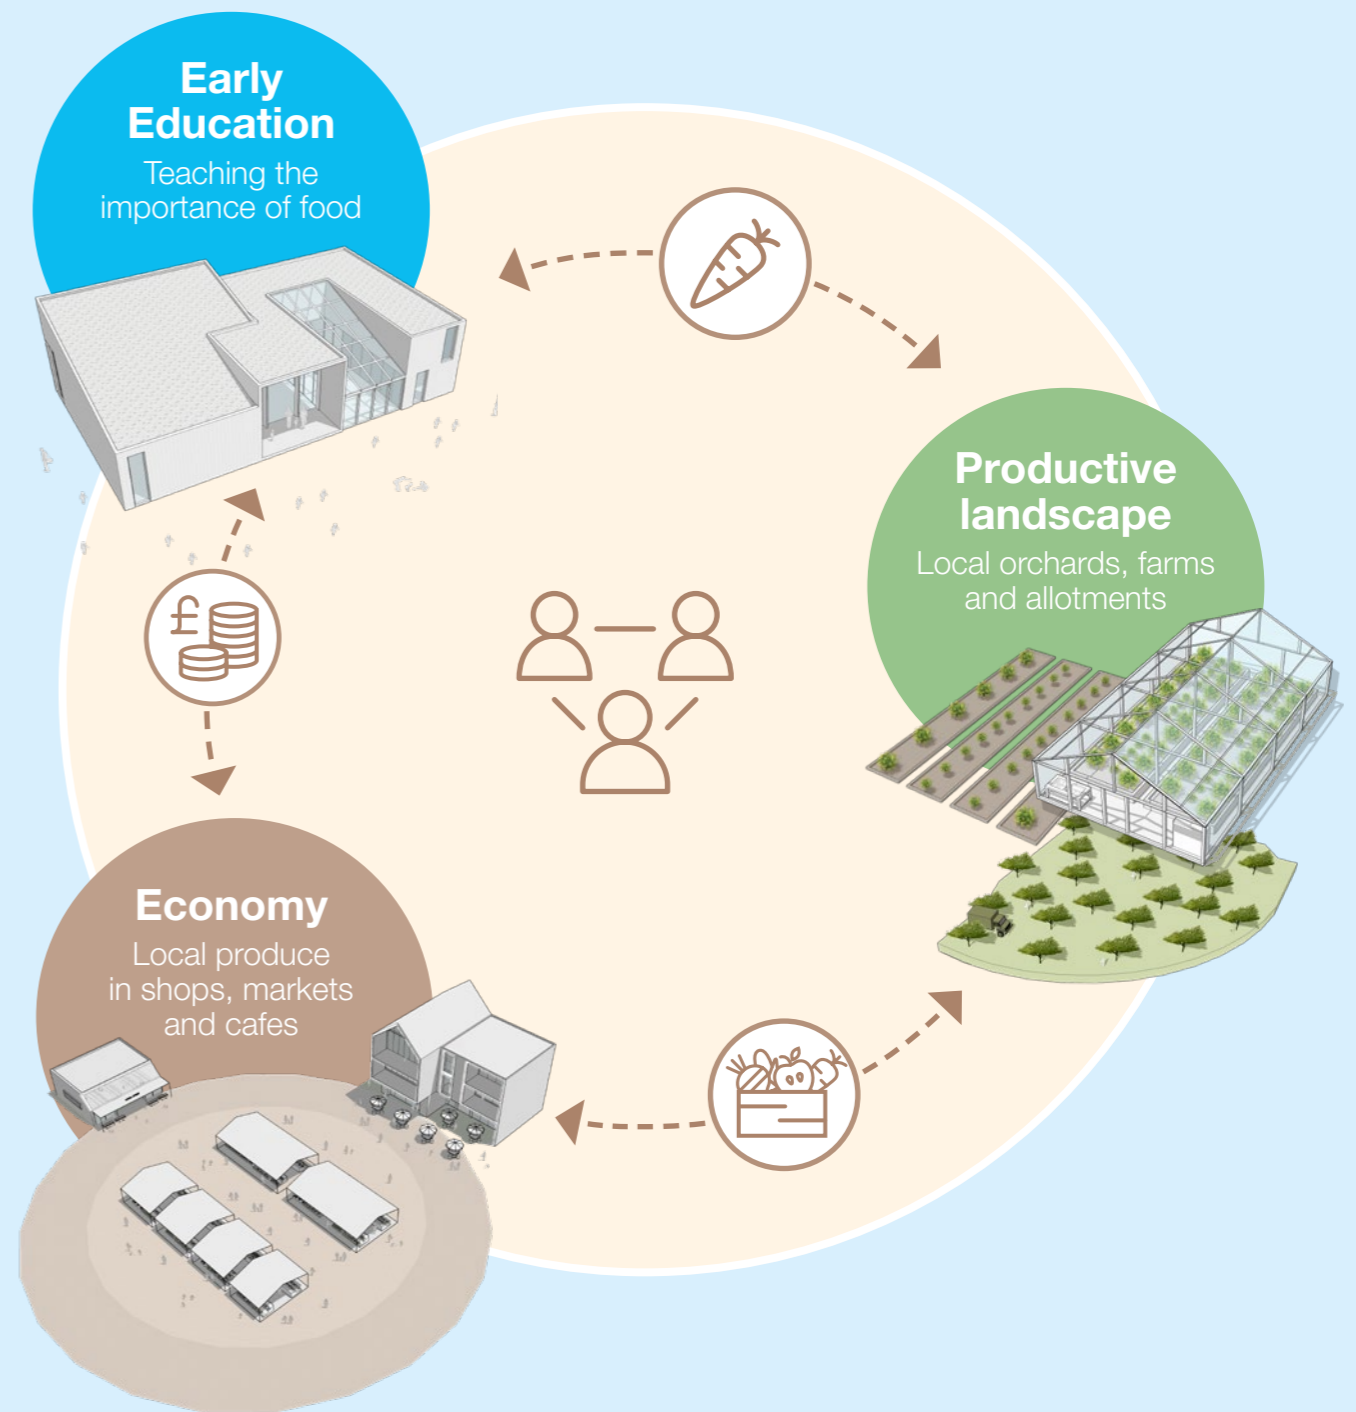 Early
Education
Teaching the
importance of food
Productive
landscape
Local orchards, farms
and allotments
£
Economy
Local produce
in shops, markets
and cafes